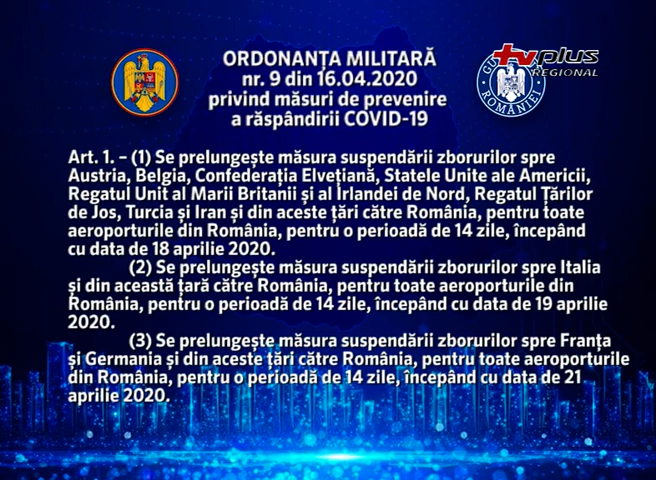 ORDONANȚA MILITARĂ
nr. 9 din 16.04.2020
privind măsuri de prevenire
a răspândirii COVID-19
tvplus
REGIONAL
ROMÂNIEI
Art. 1. – (1) Se prelungește măsura suspendării zborurilor spre
Austria, Belgia, Confederația Elvețiană, Statele Unite ale Americii,
Regatul Unit al Marii Britanii și al Irlandei de Nord, Regatul Țărilor
de Jos, Turcia și Iran și din aceste țări către România, pentru toate
aeroporturile din România, pentru o perioadă de 14 zile, începând
cu data de 18 aprilie 2020.
(2) Se prelungește măsura suspendării zborurilor spre Italia
și din această țară către România, pentru toate aeroporturile din
România, pentru o perioadă de 14 zile, începând cu data de 19 aprilie
2020.
(3) Se prelungește măsura suspendării zborurilor spre Franța
și Germania și din aceste țări către România, pentru toate aeroporturile
din România, pentru o perioadă de 14 zile, începând cu data de 21
aprilie 2020.